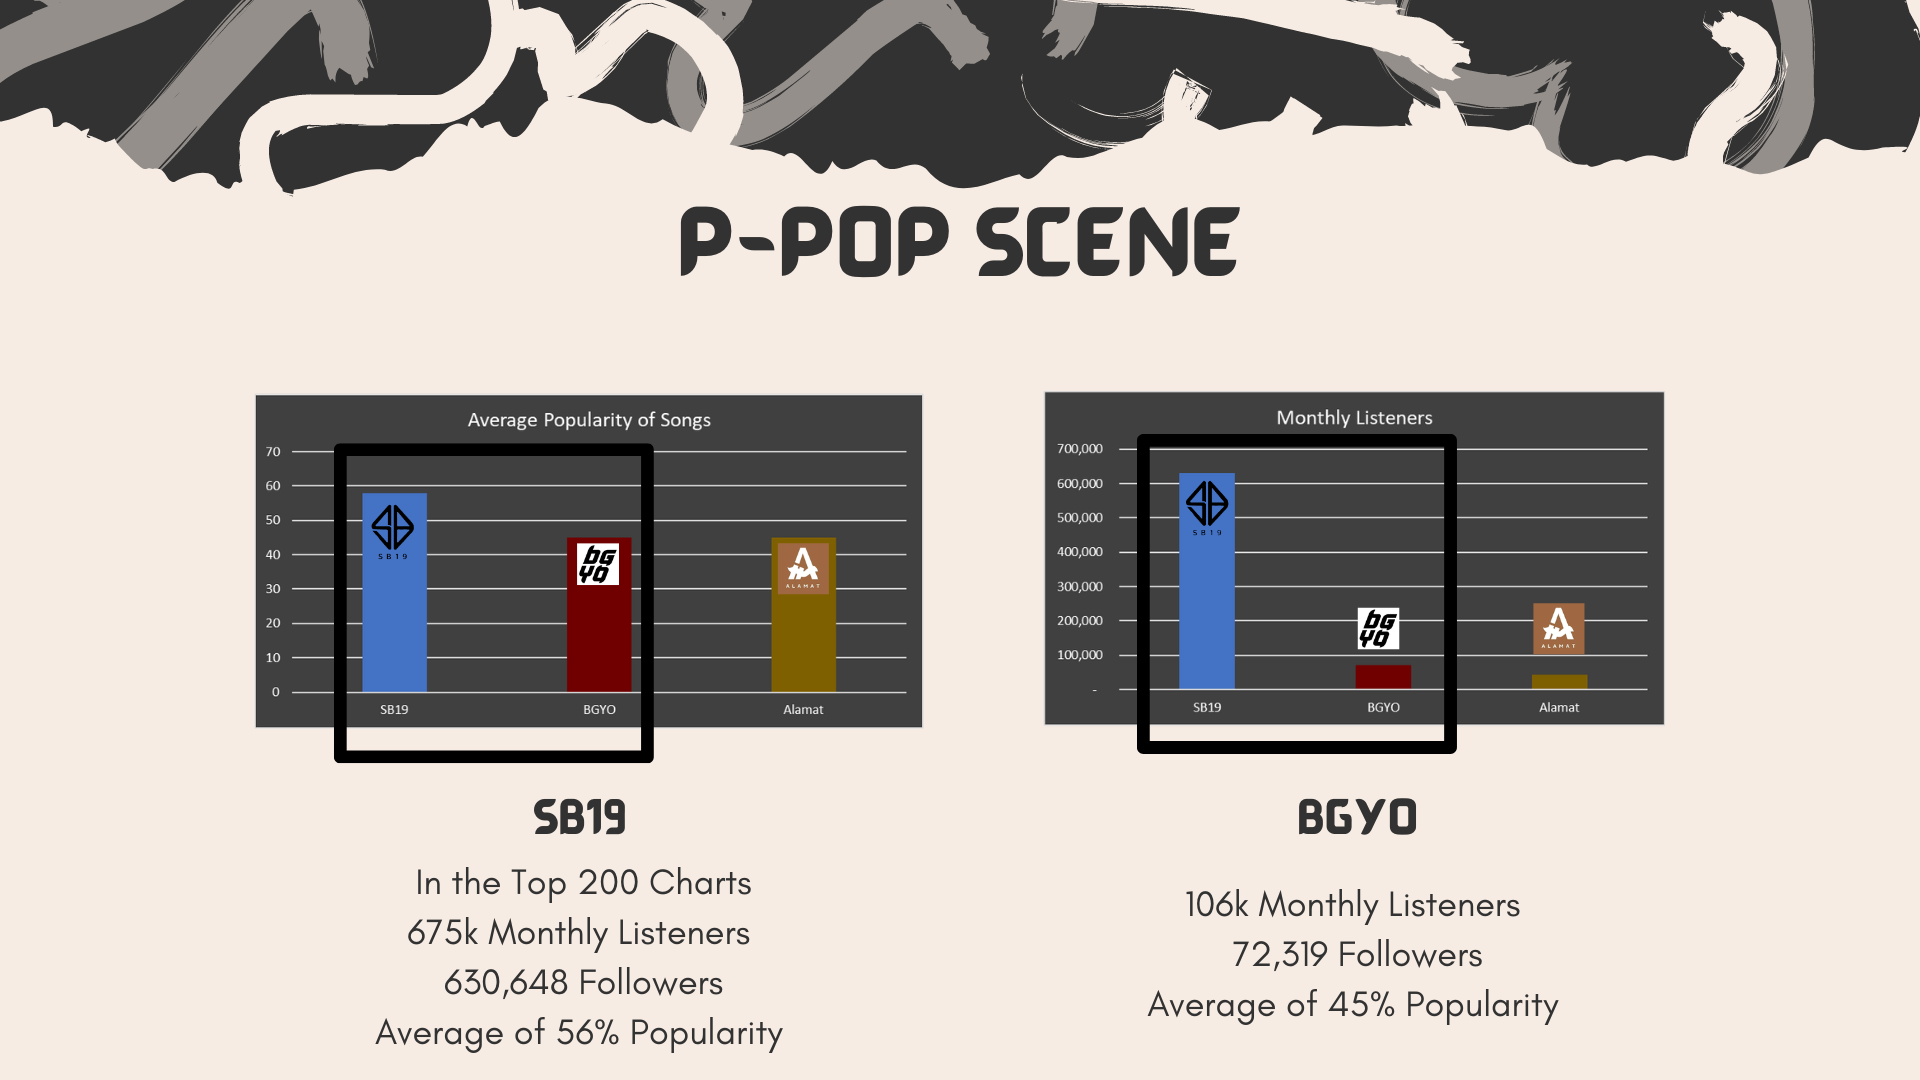 P-POP SCENE
Average Popularity of Songs
70
60
50
40
30
20
10
0
SB19
bG
YO
A
ALAMAT
SB19
BGYO
Alamat
Monthly Listeners
700,000
600,000
500,000
400,000
300,000
200,000
100,000
-
SB19
bG
YO
A
ALAMAT
SB19
BGYO
Alamat
SB19
In the Top 200 Charts
675k Monthly Listeners
630,648 Followers
Average of 56% Popularity
BGYO
106k Monthly Listeners
72,319 Followers
Average of 45% Popularity